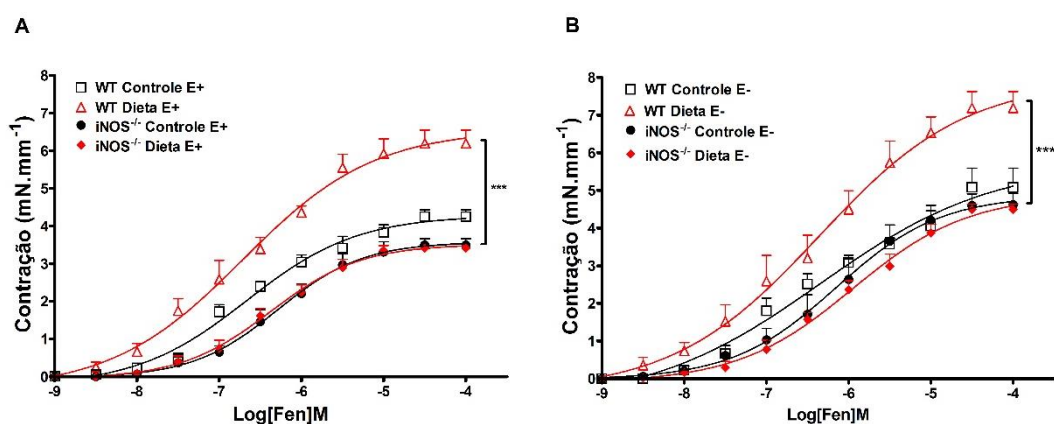 A
WT Controle E+
WT Dieta E+
iNOS-/- Controle E+
iNOS-/- Dieta E+
Contração (mN.mm-1)
8
7
6
5
4
3
2
1
0
***
-9 -8 -7 -6 -5 -4
Log[Fen]M
B
WT Controle E-
WT Dieta E-
iNOS-/- Controle E-
iNOS-/- Dieta E-
Contração (mN.mm-1)
8
7
6
5
4
3
2
1
0
***
-9 -8 -7 -6 -5 -4
Log[Fen]M